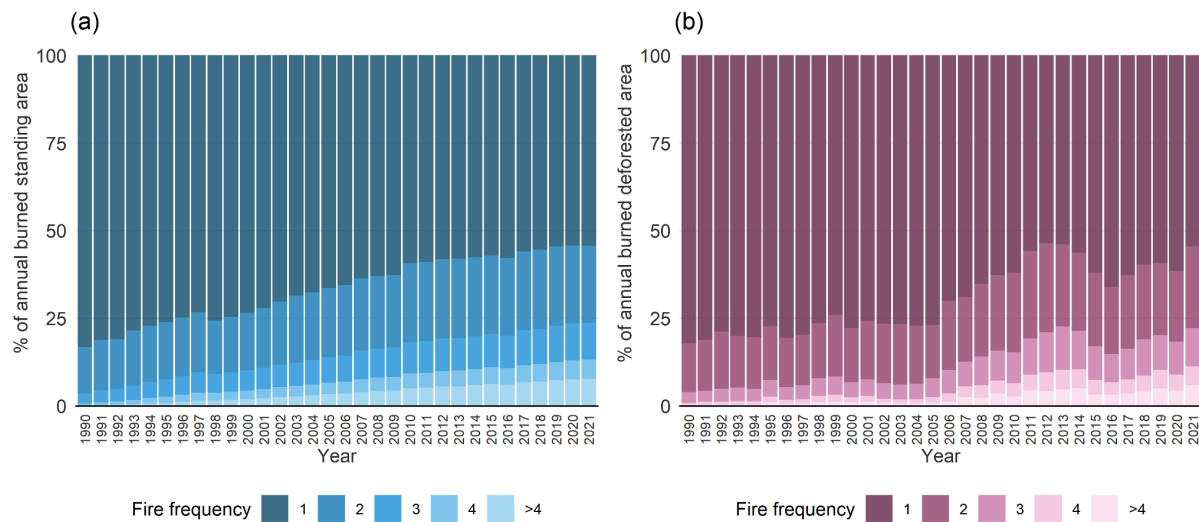 (a)
% of annual burned standing area
100
75
50
25
0
1990 1991 1992 1993 1994 1995 1996 1997 1998 1999 2000 2001 2002 2003 2004 2005 2006 2007 2008 2009 2010 2011 2012 2013 2014 2015 2016 2017 2018 2019 2020 2021
Year
Fire frequency 1 2 3 4 >4
(b)
% of annual burned deforested area
100
75
50
25
0
1990 1991 1992 1993 1994 1995 1996 1997 1998 1999 2000 2001 2002 2003 2004 2005 2006 2007 2008 2009 2010 2011 2012 2013 2014 2015 2016 2017 2018 2019 2020 2021
Year
Fire frequency 1 2 3 4 >4